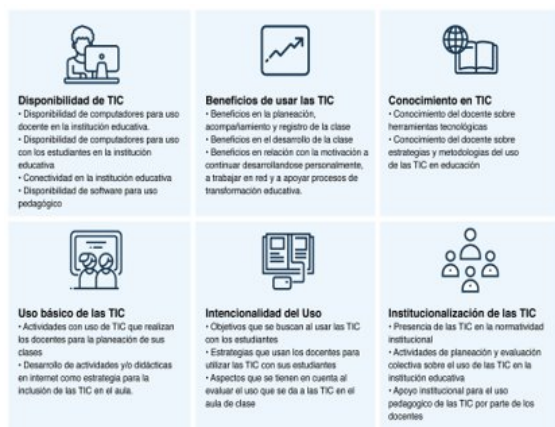 Disponibilidad de TIC
• Disponibilidad de computadores para uso
docente en la institución educativa.
• Disponibilidad de computadores para uso
con los estudiantes en la institución
educativa
• Conectividad en la institución educativa
• Disponibilidad de software para uso
pedagógico
Beneficios de usar las TIC
• Beneficios en la planeación,
acompañamiento y registro de la clase
• Beneficios en el desarrollo de la clase
• Beneficios en relación con la motivación a
continuar desarrollandose personalmente,
a trabajar en red y a apoyar procesos de
transformación educativa.
Conocimiento en TIC
• Conocimiento del docente sobre
herramientas tecnológicas
• Conocimiento del docente sobre
estrategias y metodologías del uso
de las TIC en educación
Uso básico de las TIC
• Actividades con uso de TIC que realizan
los docentes para la planeación de sus
clases
• Desarrollo de actividades y/o didácticas
en internet como estrategia para la
inclusión de las TIC en el aula.
Intencionalidad del Uso
• Objetivos que se buscan al usar las TIC
con los estudiantes
• Estrategias que usan los docentes para
utilizar las TIC con sus estudiantes
• Aspectos que se tienen en cuenta al
evaluar el uso que se da a las TIC en el
aula de clase
Institucionalización de las TIC
• Presencia de las TIC en la normatividad
institucional
• Actividades de planeación y evaluación
colectiva sobre el uso de las TIC en la
institución educativa
• Apoyo institucional para el uso
pedagogico de las TIC por parte de los
docentes